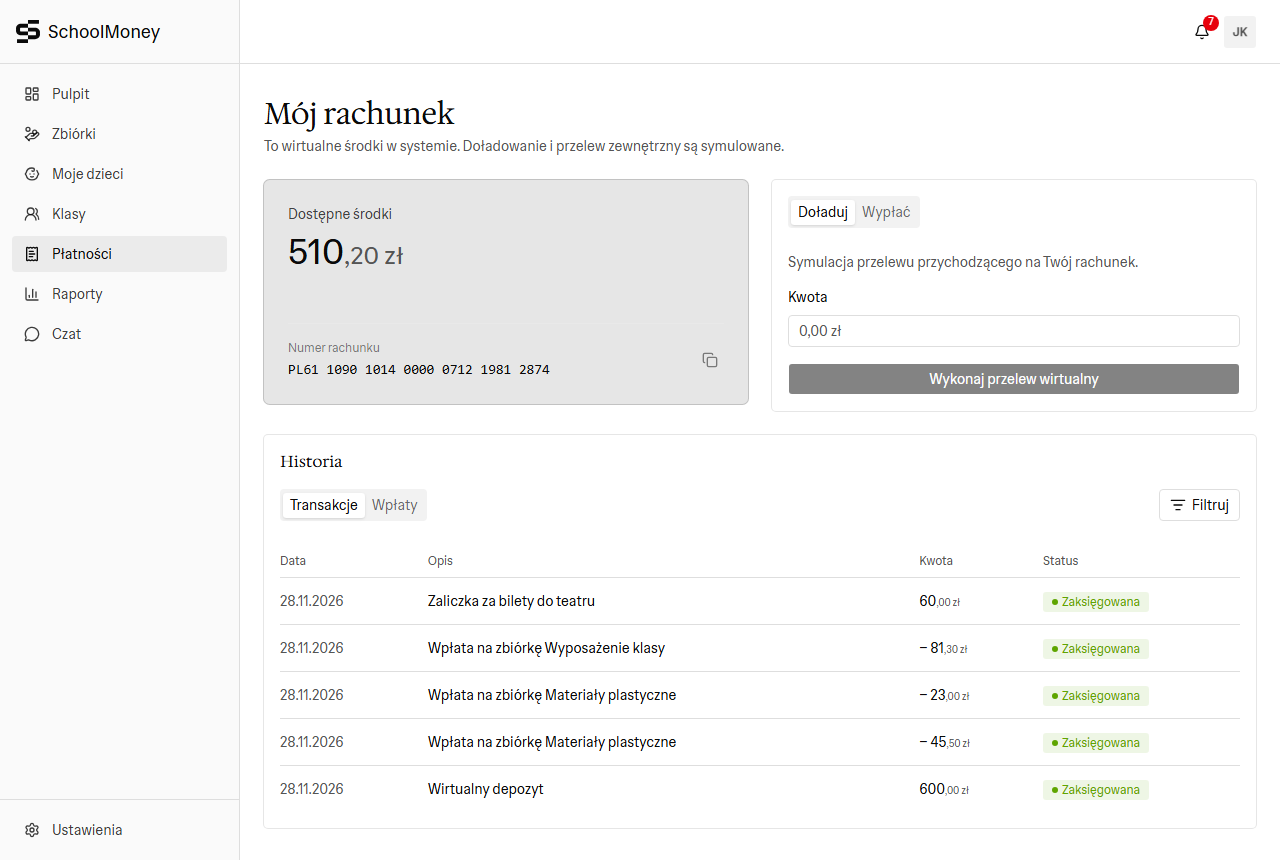 SchoolMoney
7
JK
Pulpit
Zbiórki
Moje dzieci
Klasy
Płatności
Raporty
Czat
Ustawienia
Mój rachunek
To wirtualne środki w systemie. Doładowanie i przelew zewnętrzny są symulowane.
Dostępne środki
510,20 zł
Numer rachunku
PL61 1090 1014 0000 0712 1981 2874
Doładuj Wypłać
Symulacja przelewu przychodzącego na Twój rachunek.
Kwota
0,00 zł
Wykonaj przelew wirtualny
Historia
Transakcje Wpłaty
Filtruj
Data Opis Kwota Status
28.11.2026 Zaliczka za bilety do teatru 60,00 zł Zaksięgowana
28.11.2026 Wpłata na zbiórkę Wyposażenie klasy − 81,30 zł Zaksięgowana
28.11.2026 Wpłata na zbiórkę Materiały plastyczne − 23,00 zł Zaksięgowana
28.11.2026 Wpłata na zbiórkę Materiały plastyczne − 45,50 zł Zaksięgowana
28.11.2026 Wirtualny depozyt 600,00 zł Zaksięgowana